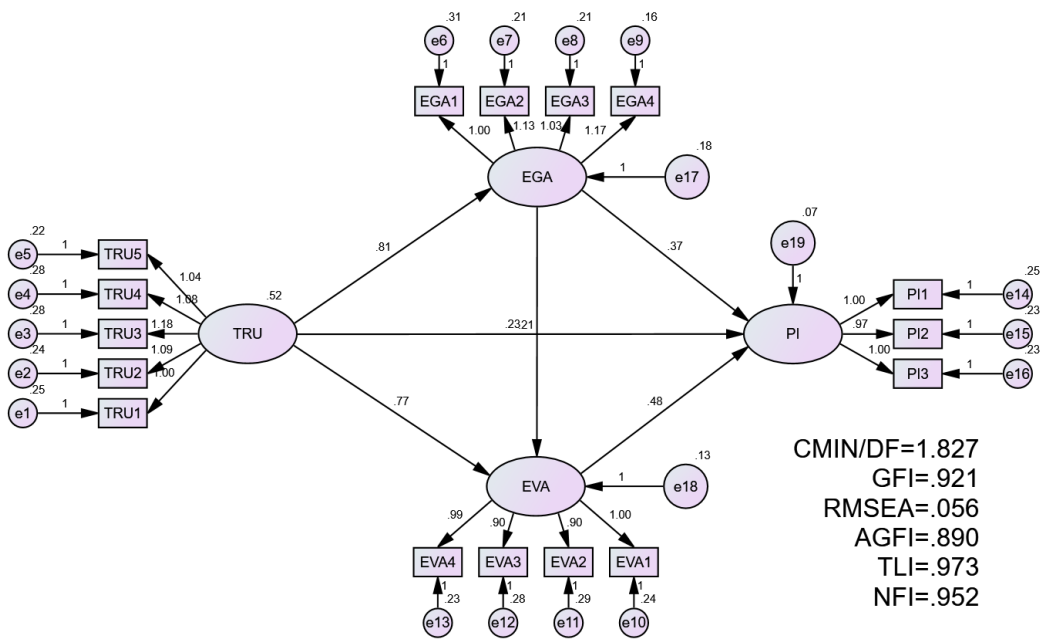 .31 .21 .21 .16
e6 e7 e8 e9
1 1 1 1
EGA1 EGA2 EGA3 EGA4
1.00 1.13 1.03 1.17
.18
EGA 1 e17
.22 .07
e5 1 TRU5 .81 .37 e19
.28 1.04 .25
e4 1 TRU4 1.08 .52 1 1.00 PI1 1 e14
.28 .23
e3 1 TRU3 1.18 TRU .23 .21 PI .97 PI2 1 e15
.24 1.09 .23
e2 1 TRU2 1.00 1.00 PI3 1 e16
.25
e1 1 TRU1 .77 .48
.13
EVA 1 e18
.99 .90 .90 1.00
EVA4 EVA3 EVA2 EVA1
1 1 1 1
.23 .28 .29 .24
e13 e12 e11 e10
CMIN/DF=1.827
GFI=.921
RMSEA=.056
AGFI=.890
TLI=.973
NFI=.952